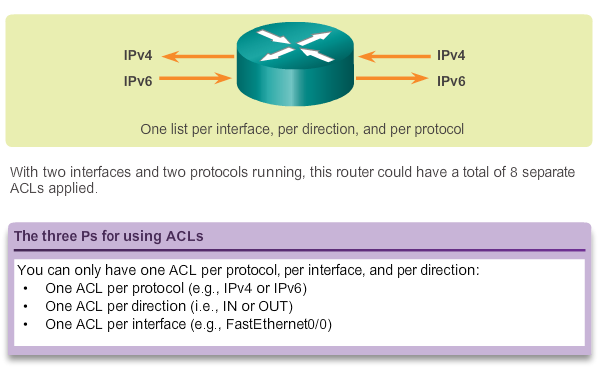 IPv4 IPv4
IPv6 IPv6
One list per interface, per direction, and per protocol
With two interfaces and two protocols running, this router could have a total of 8 separate
ACLs applied.
The three Ps for using ACLs
You can only have one ACL per protocol, per interface, and per direction:
• One ACL per protocol (e.g., IPv4 or IPv6)
• One ACL per direction (i.e., IN or OUT)
• One ACL per interface (e.g., FastEthernet0/0)